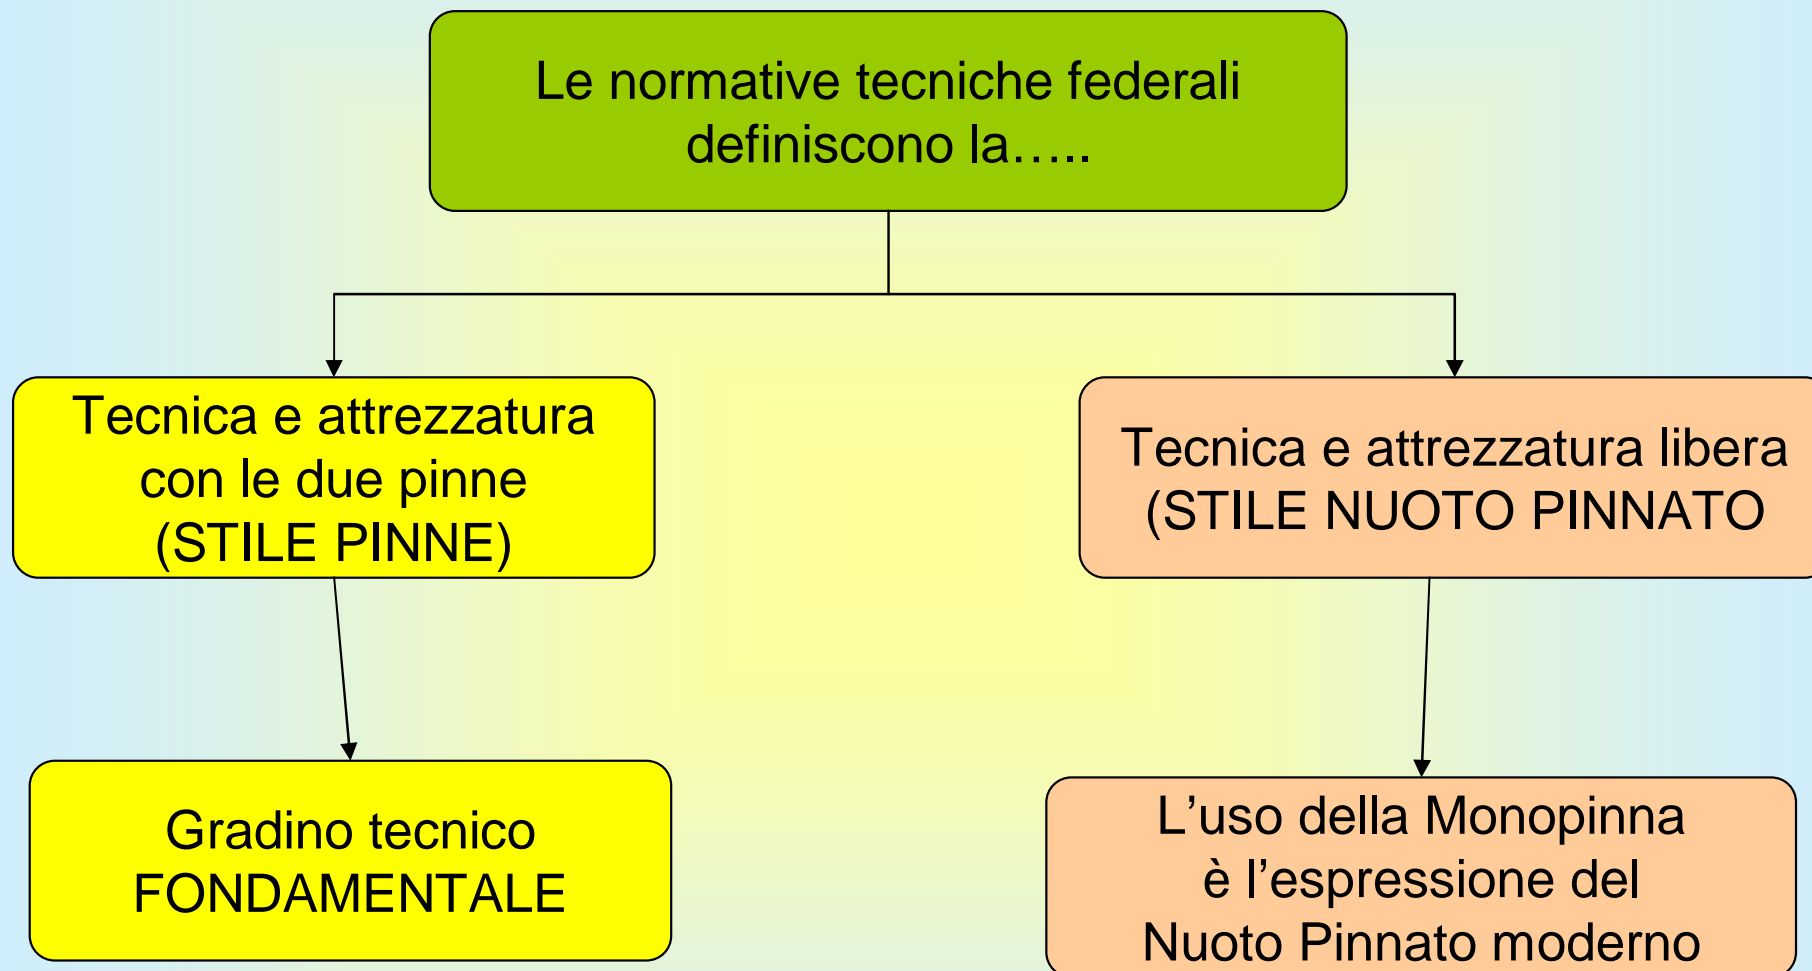 Le normative tecniche federali
definiscono la…..
Tecnica e attrezzatura
con le due pinne
(STILE PINNE)
Tecnica e attrezzatura libera
(STILE NUOTO PINNATO
Gradino tecnico
FONDAMENTALE
L’uso della Monopinna
è l’espressione del
Nuoto Pinnato moderno